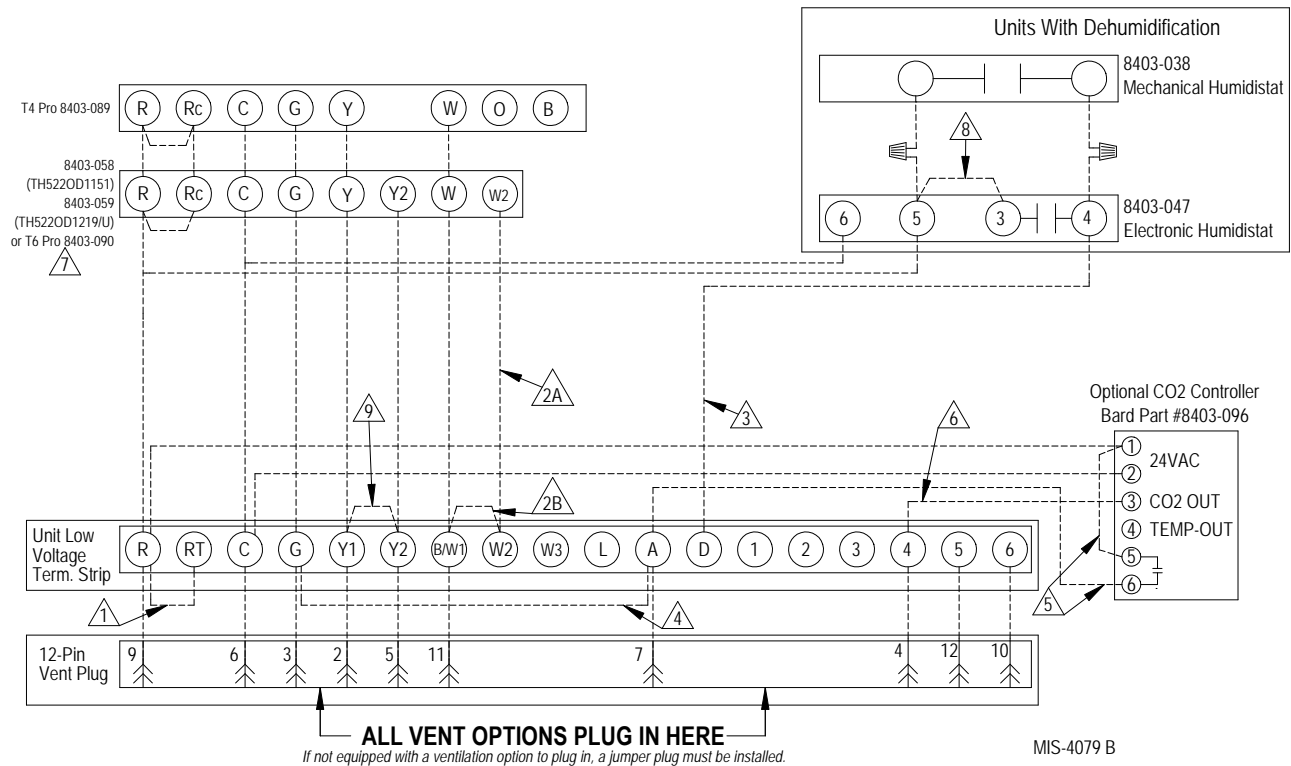 Units With Dehumidification
8403-038
Mechanical Humidistat
T4 Pro 8403-089
R Rc C G Y W O B
8
8403-058
(TH522OD1151)
8403-059
(TH522OD1219/U)
or T6 Pro 8403-090
7
R Rc C G Y Y2 W W2
6 5 3 4
8403-047
Electronic Humidistat
2A
9
3
6
2B
Optional CO2 Controller
Bard Part #8403-096
1
24VAC
2
3 CO2 OUT
4 TEMP-OUT
5
6
5
Unit Low
Voltage
Term. Strip
R RT C G Y1 Y2 B/W1 W2 W3 L A D 1 2 3 4 5 6
1
4
12-Pin
Vent Plug
9 6 3 2 5 11 7 4 12 10
ALL VENT OPTIONS PLUG IN HERE
If not equipped with a ventilation option to plug in, a jumper plug must be installed.
MIS-4079 B